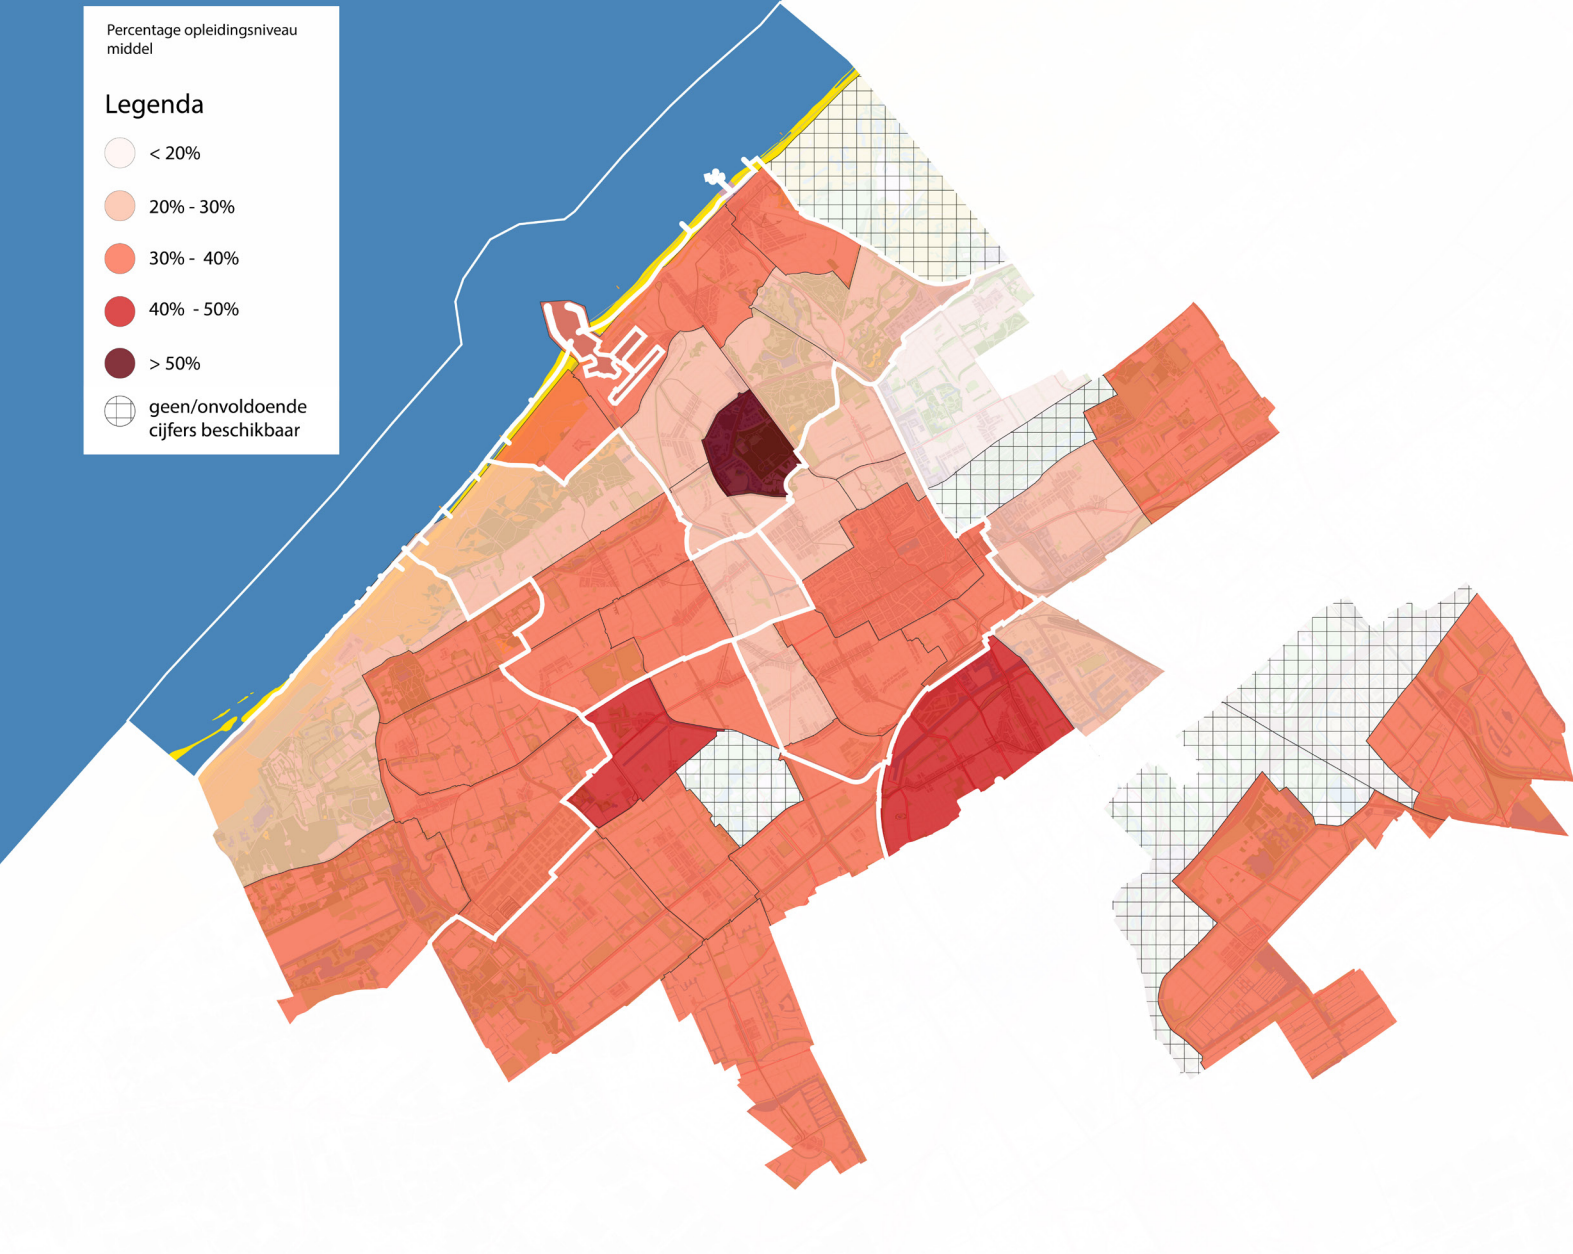 Percentage opleidingsniveau
middel
Legenda
< 20%
20% - 30%
30% - 40%
40% - 50%
> 50%
geen/onvoldoende
cijfers beschikbaar